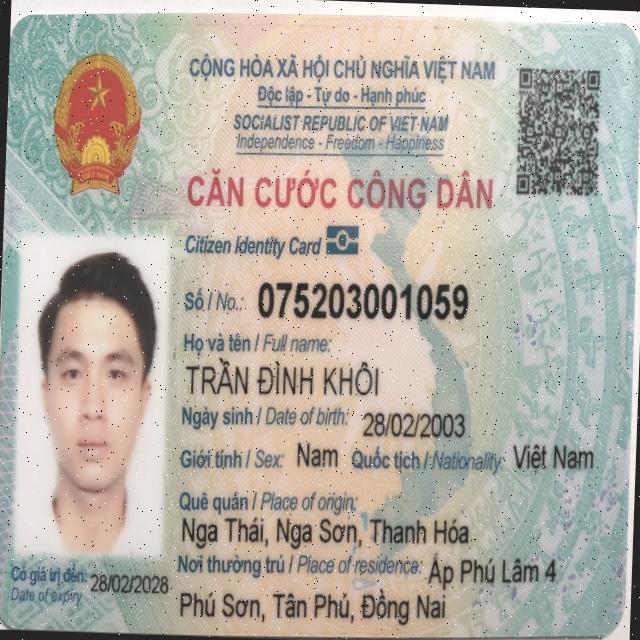 CỘNG HÒA XÃ HỘI CHỦ NGHĨA VIỆT NAM
Độc lập - Tự do - Hạnh phúc
SOCIALIST REPUBLIC OF VIET NAM
Independence - Freedom - Happiness
CĂN CƯỚC CÔNG DÂN
Citizen Identity Card
Số / No.: 075203001059
Họ và tên / Full name:
TRẦN ĐÌNH KHÔI
Ngày sinh / Date of birth: 28/02/2003
Giới tính / Sex: Nam Quốc tịch / Nationality: Việt Nam
Quê quán / Place of origin:
Nga Thái, Nga Sơn, Thanh Hóa
Nơi thường trú / Place of residence: Ấp Phú Lâm 4
Phú Sơn, Tân Phú, Đồng Nai
Có giá trị đến: 28/02/2028
Date of expiry